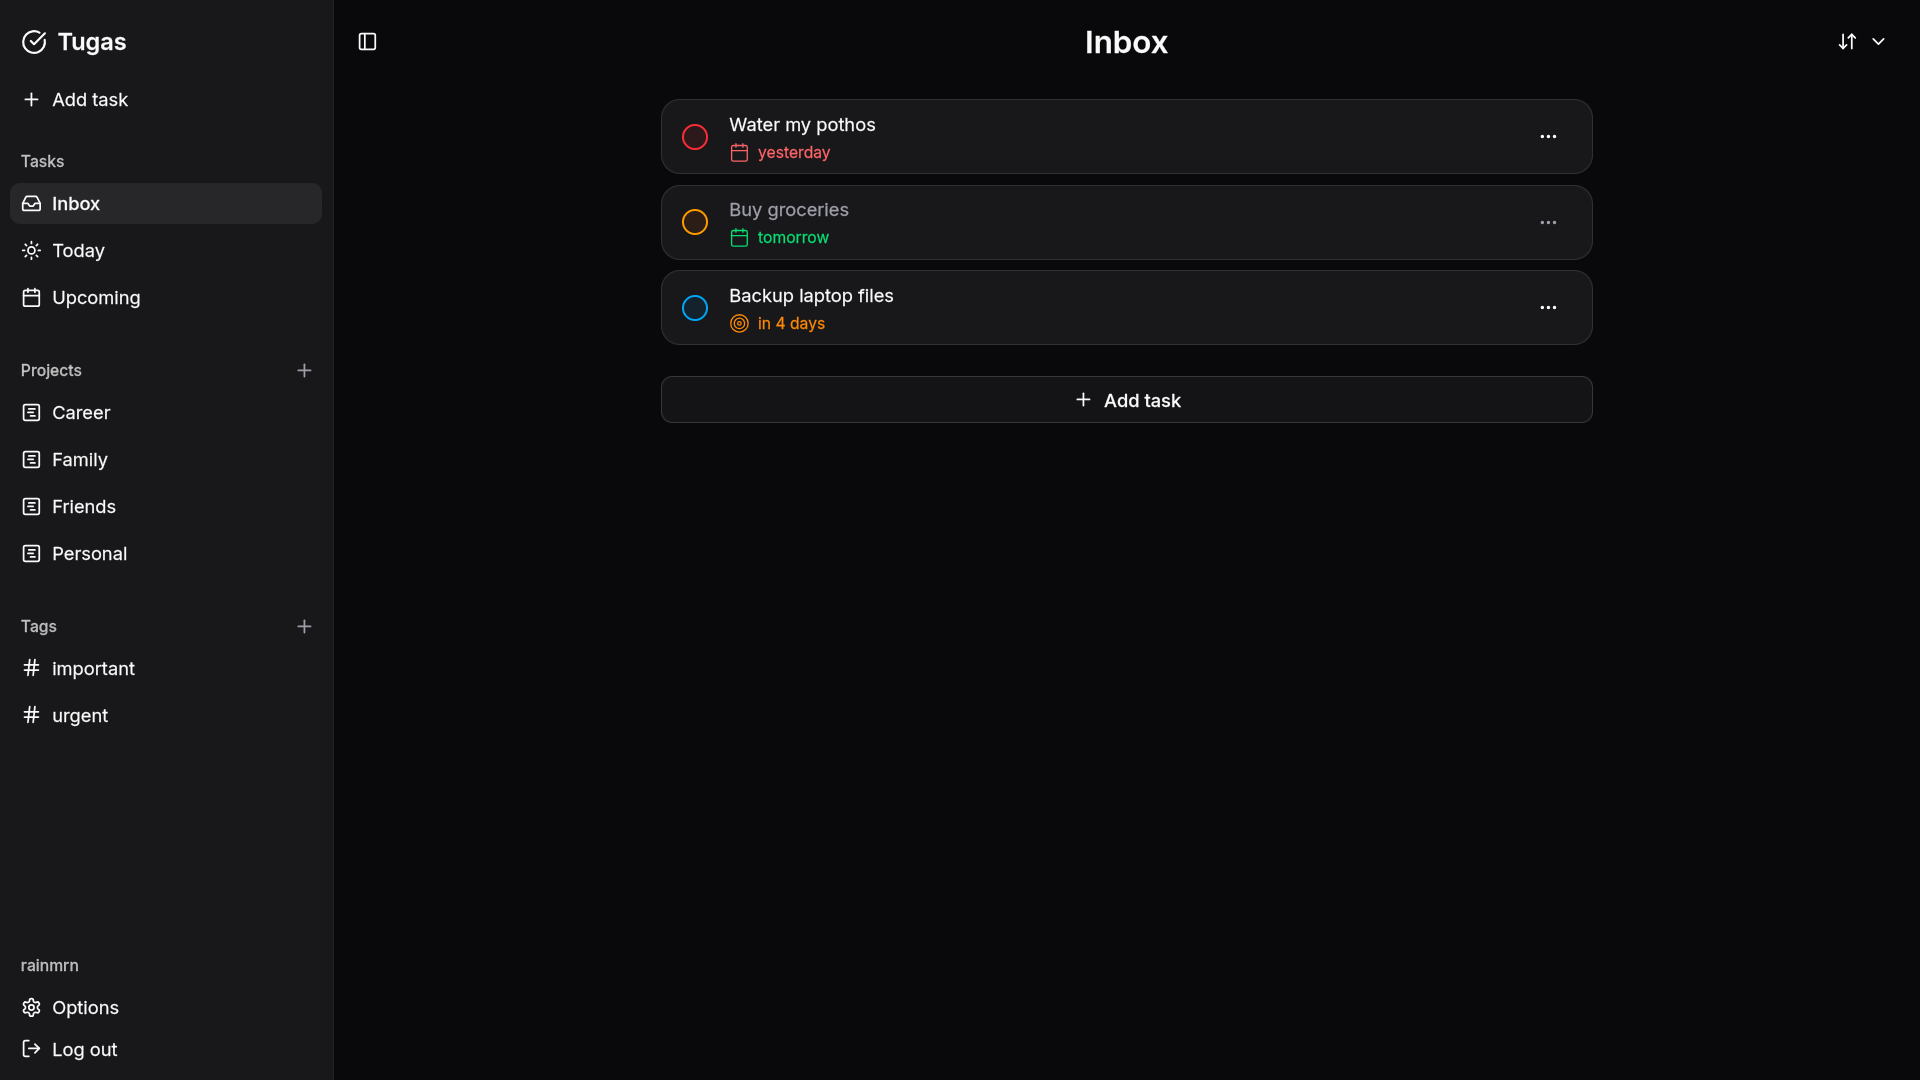 Tugas
Add task
Tasks
Inbox
Today
Upcoming
Projects
Career
Family
Friends
Personal
Tags
important
urgent
rainmrn
Options
Log out
Inbox
Water my pothos
yesterday
Buy groceries
tomorrow
Backup laptop files
in 4 days
Add task